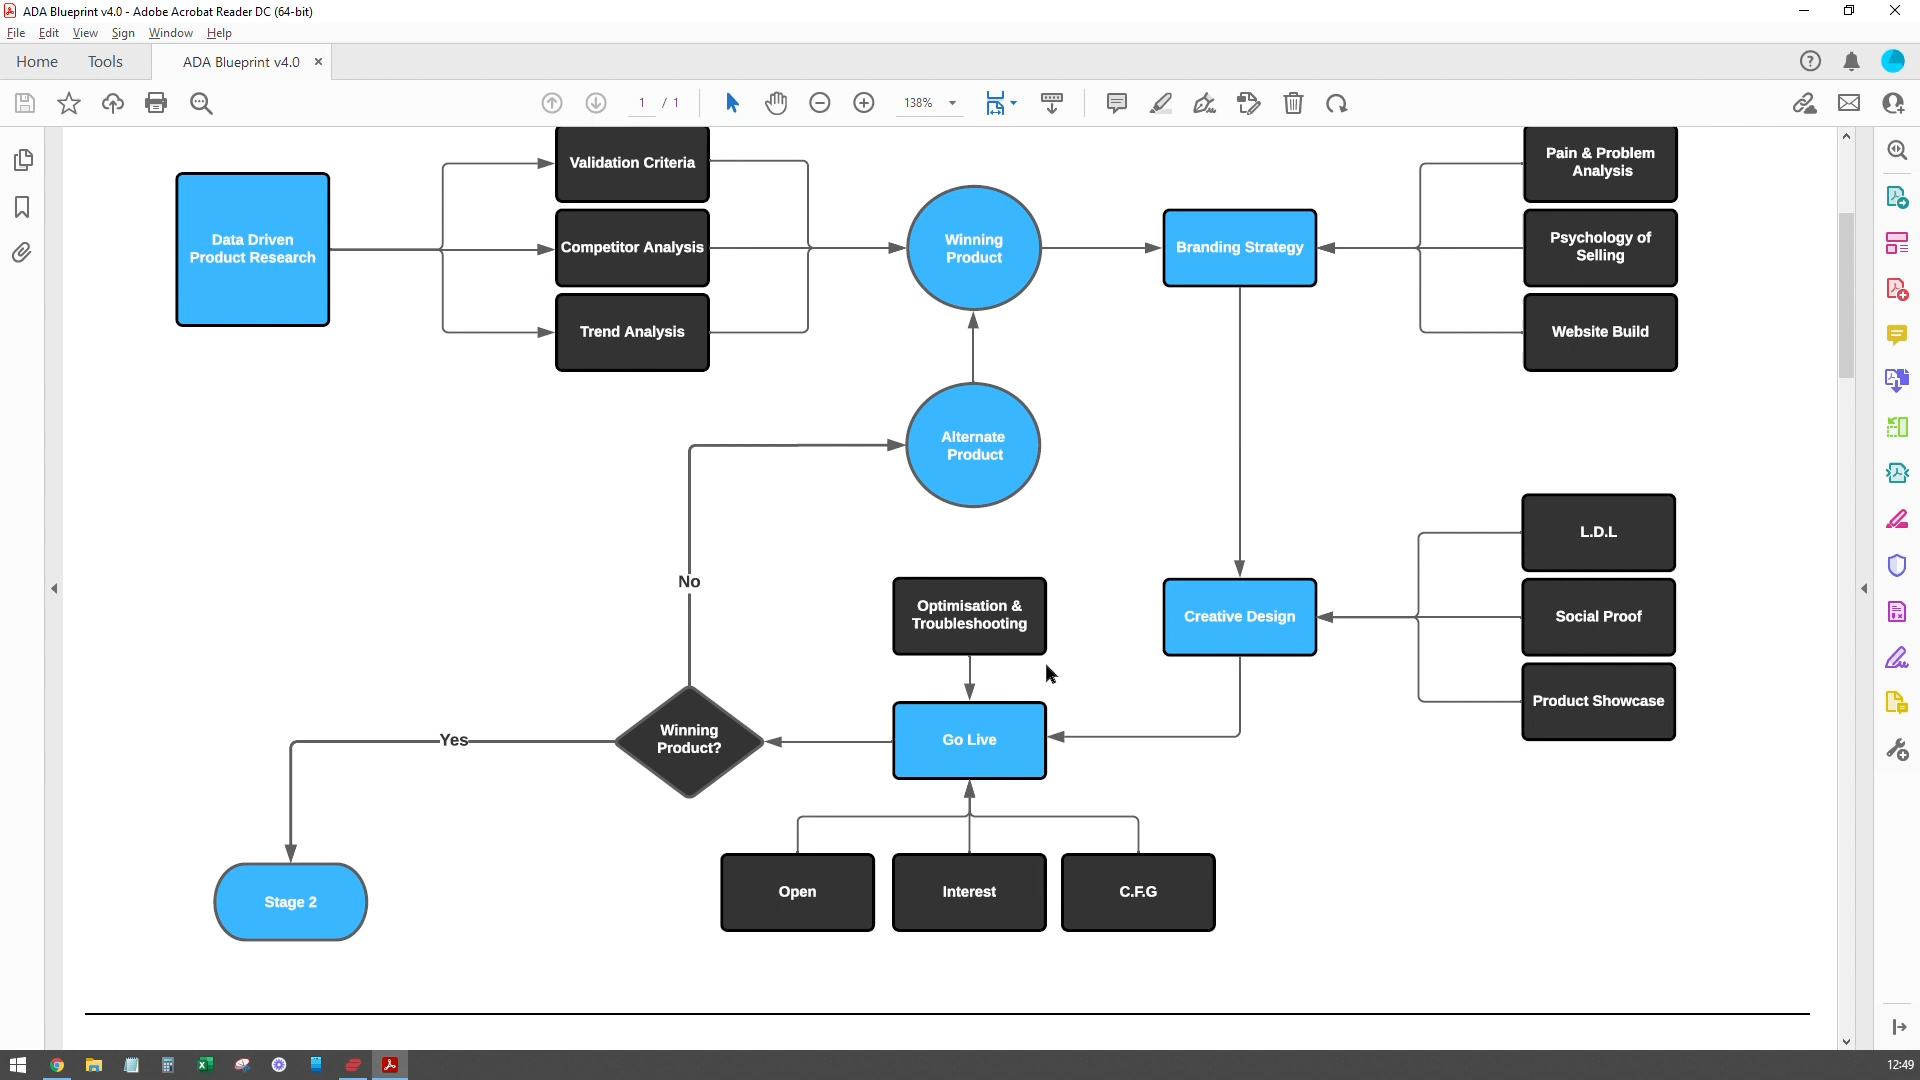 ADA Blueprint v4.0 - Adobe Acrobat Reader DC (64-bit)
File Edit View Sign Window Help
Home Tools ADA Blueprint v4.0
1 / 1 138%
Validation Criteria
Pain & Problem
Analysis
Data Driven
Product Research
Competitor Analysis
Winning
Product
Branding Strategy
Psychology of
Selling
Trend Analysis
Website Build
Alternate
Product
L.D.L
No
Optimisation &
Troubleshooting
Creative Design
Social Proof
Product Showcase
Yes
Winning
Product?
Go Live
Stage 2
Open
Interest
C.F.G
12:49